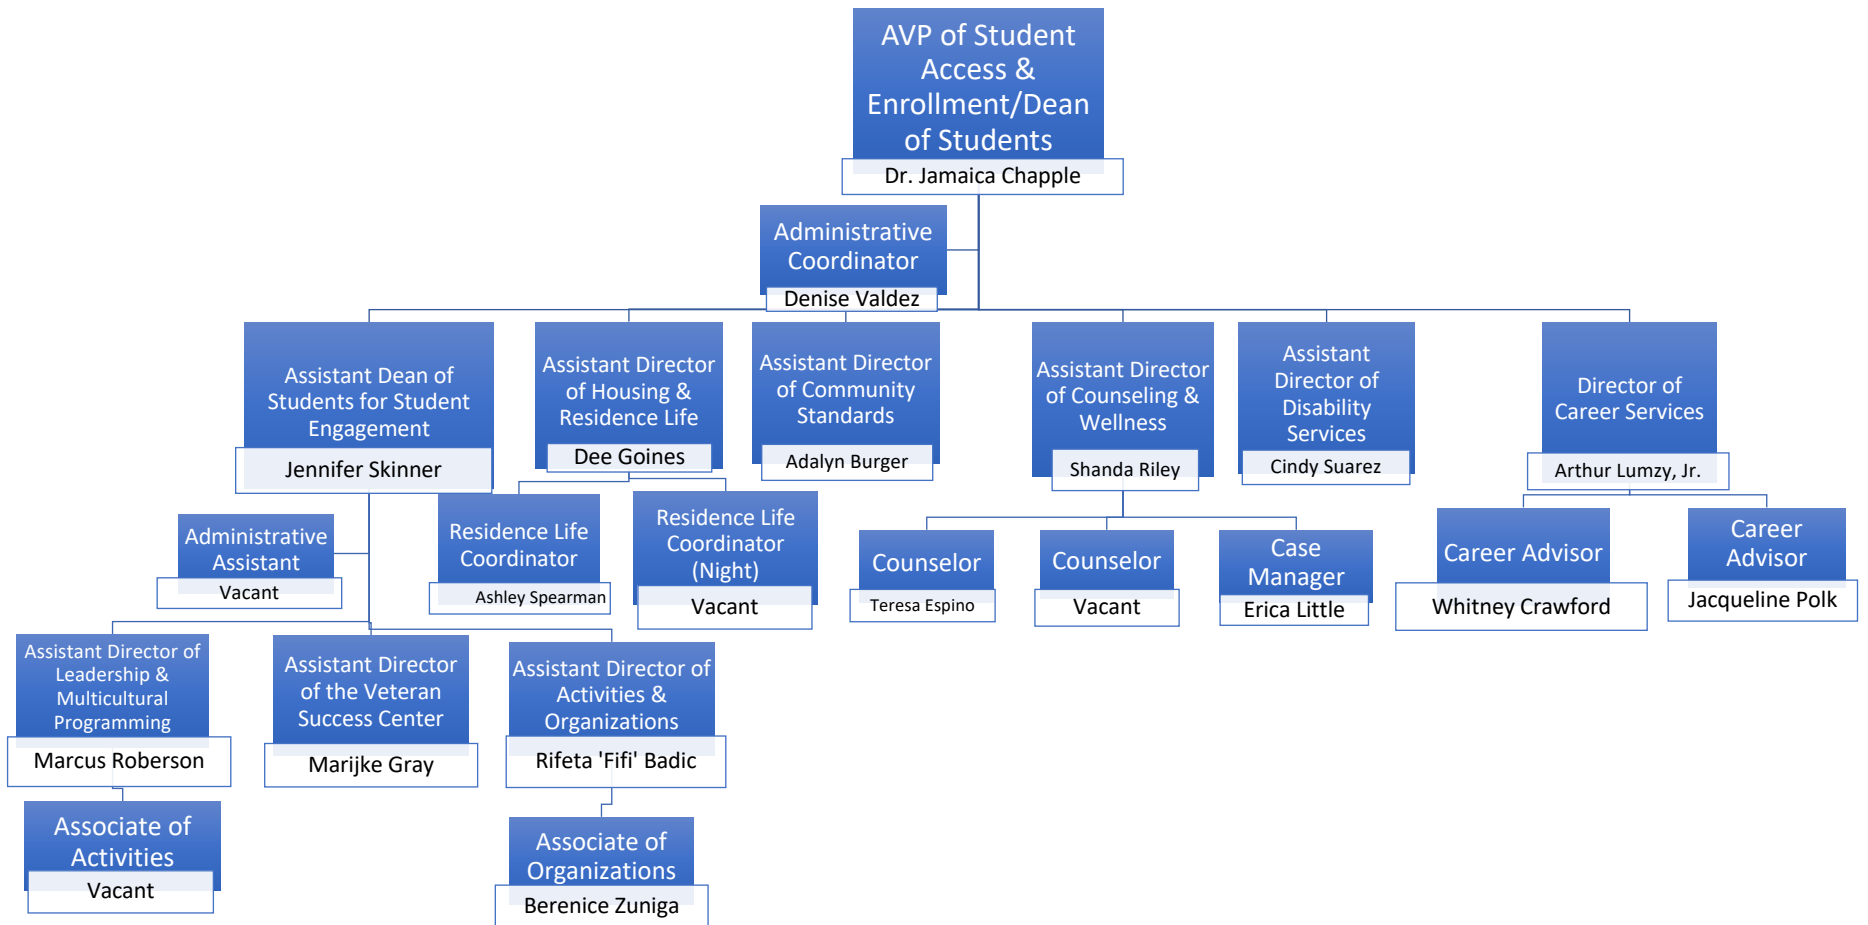 AVP of Student
Access &
Enrollment/Dean
of Students
Dr. Jamaica Chapple
Administrative
Coordinator
Denise Valdez
Assistant Dean of
Students for Student
Engagement
Jennifer Skinner
Assistant Director
of Housing &
Residence Life
Dee Goines
Assistant Director
of Community
Standards
Adalyn Burger
Assistant Director
of Counseling &
Wellness
Shanda Riley
Assistant
Director of
Disability
Services
Cindy Suarez
Director of
Career Services
Arthur Lumzy, Jr.
Administrative
Assistant
Vacant
Residence Life
Coordinator
Ashley Spearman
Residence Life
Coordinator
(Night)
Vacant
Counselor
Teresa Espino
Counselor
Vacant
Case
Manager
Erica Little
Career Advisor
Whitney Crawford
Career
Advisor
Jacqueline Polk
Assistant Director of
Leadership &
Multicultural
Programming
Marcus Roberson
Assistant Director
of the Veteran
Success Center
Marijke Gray
Assistant Director of
Activities &
Organizations
Rifeta 'Fifi' Badic
Associate of
Activities
Vacant
Associate of
Organizations
Berenice Zuniga